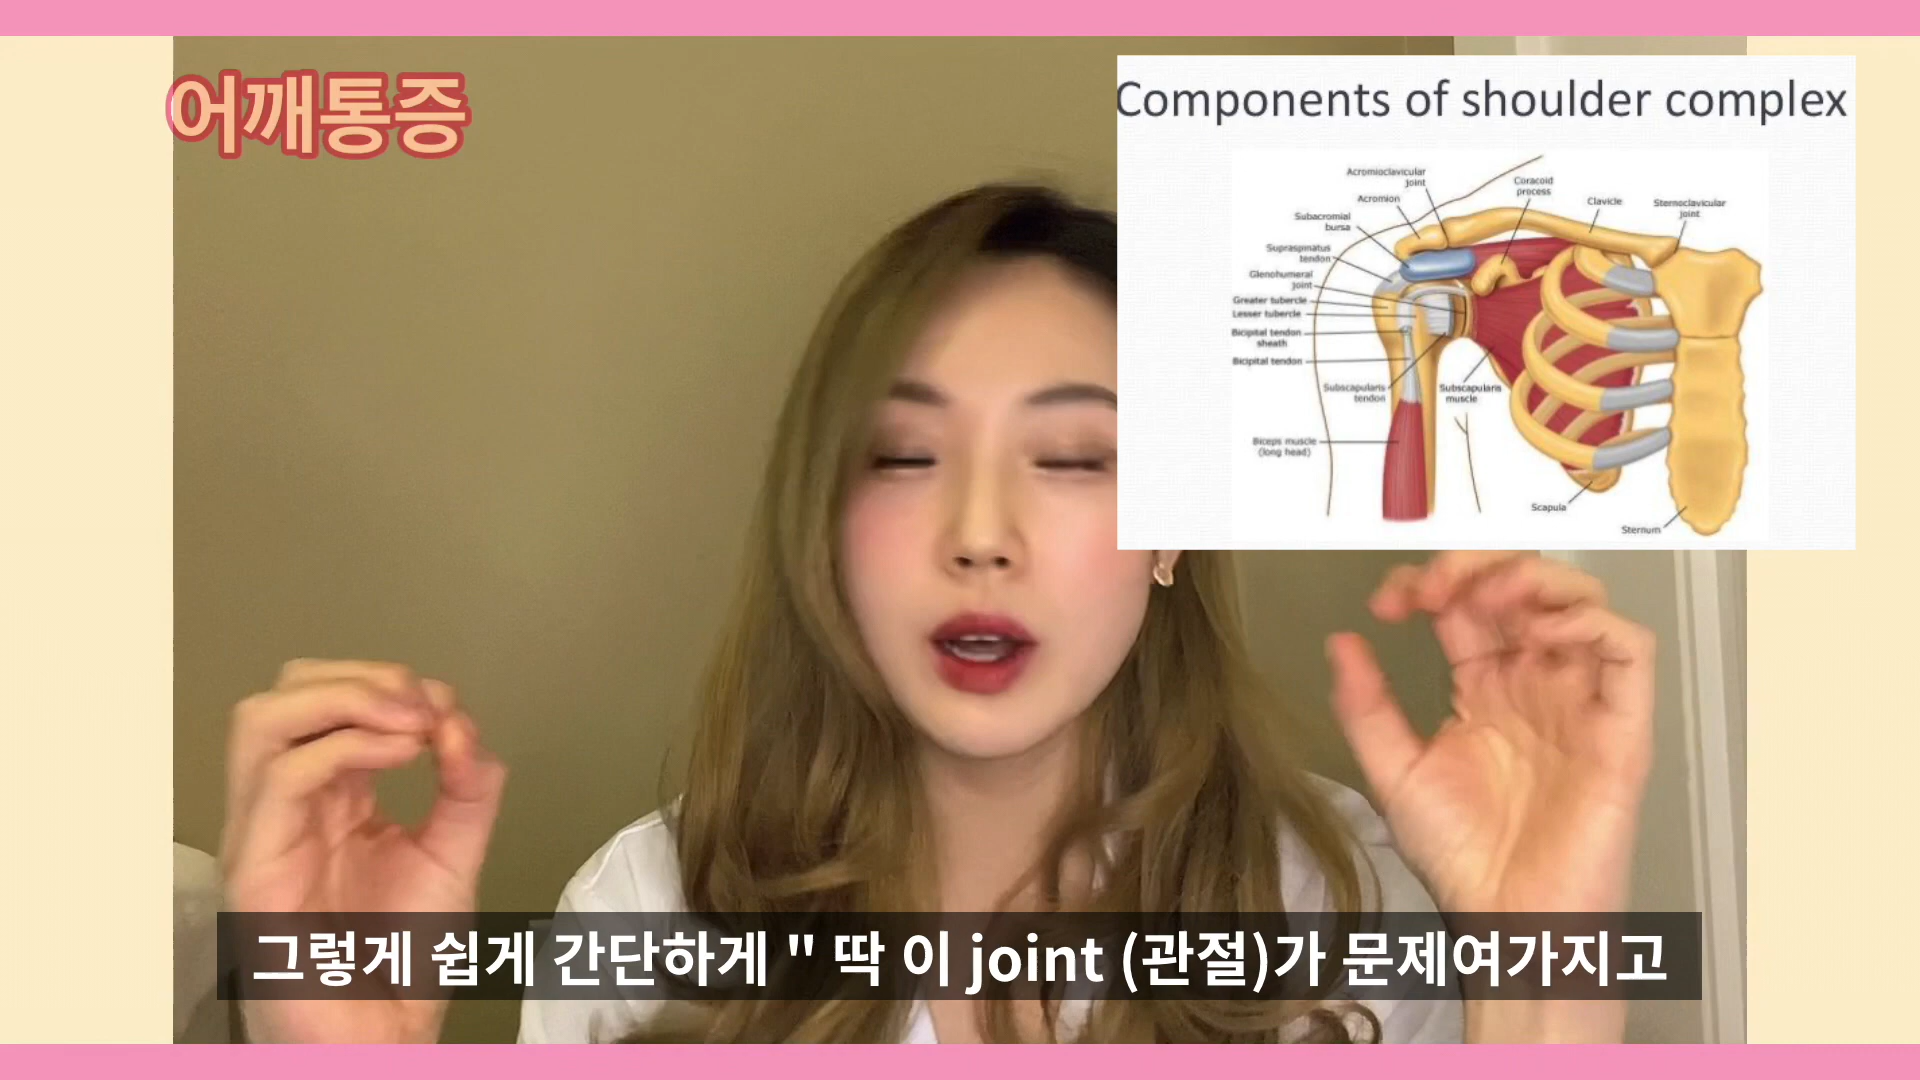 어깨통증
Components of shoulder complex
Acromioclavicular
joint
Acromion
Coracoid
process
Clavicle
Sternoclavicular
joint
Subacromial
bursa
Supraspinatus
tendon
Glenohumeral
joint
Greater tubercle
Lesser tubercle
Bicipital tendon
sheath
Bicipital tendon
Subscapularis
tendon
Subscapularis
muscle
Biceps muscle
(long head)
Scapula
Sternum
그렇게 쉽게 간단하게 " 딱 이 joint (관절)가 문제여가지고